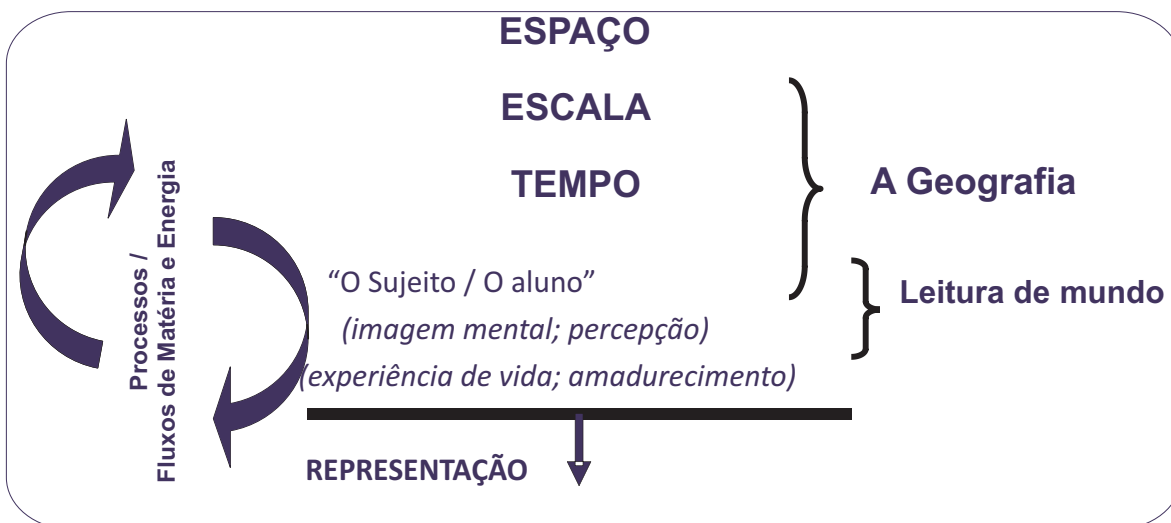 ESPAÇO
ESCALA
TEMPO
A Geografia
Processos /
Fluxos de Matéria e Energia
“O Sujeito / O aluno”
(imagem mental; percepção)
(experiência de vida; amadurecimento)
Leitura de mundo
REPRESENTAÇÃO